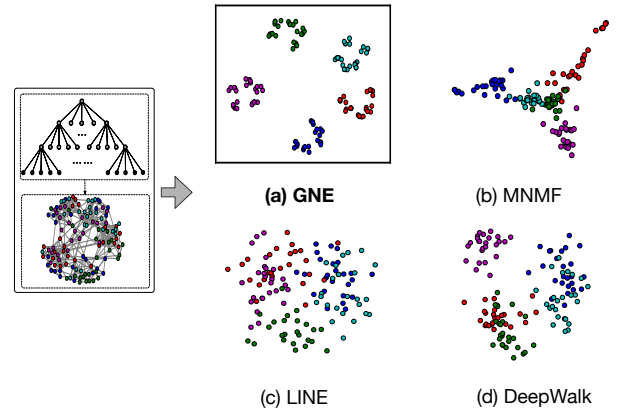 (a) GNE
(b) MNMF
...
... ...
(c) LINE
(d) DeepWalk